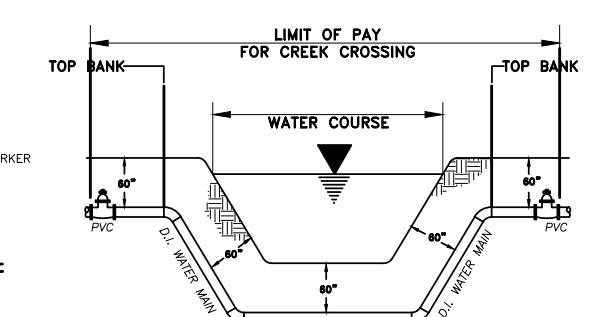 LIMIT OF PAY
FOR CREEK CROSSING
TOP BANK
TOP BANK
WATER COURSE
RKER
60"
60"
PVC
PVC
60"
60"
D.I. WATER MAIN
D.I. WATER MAIN
60"